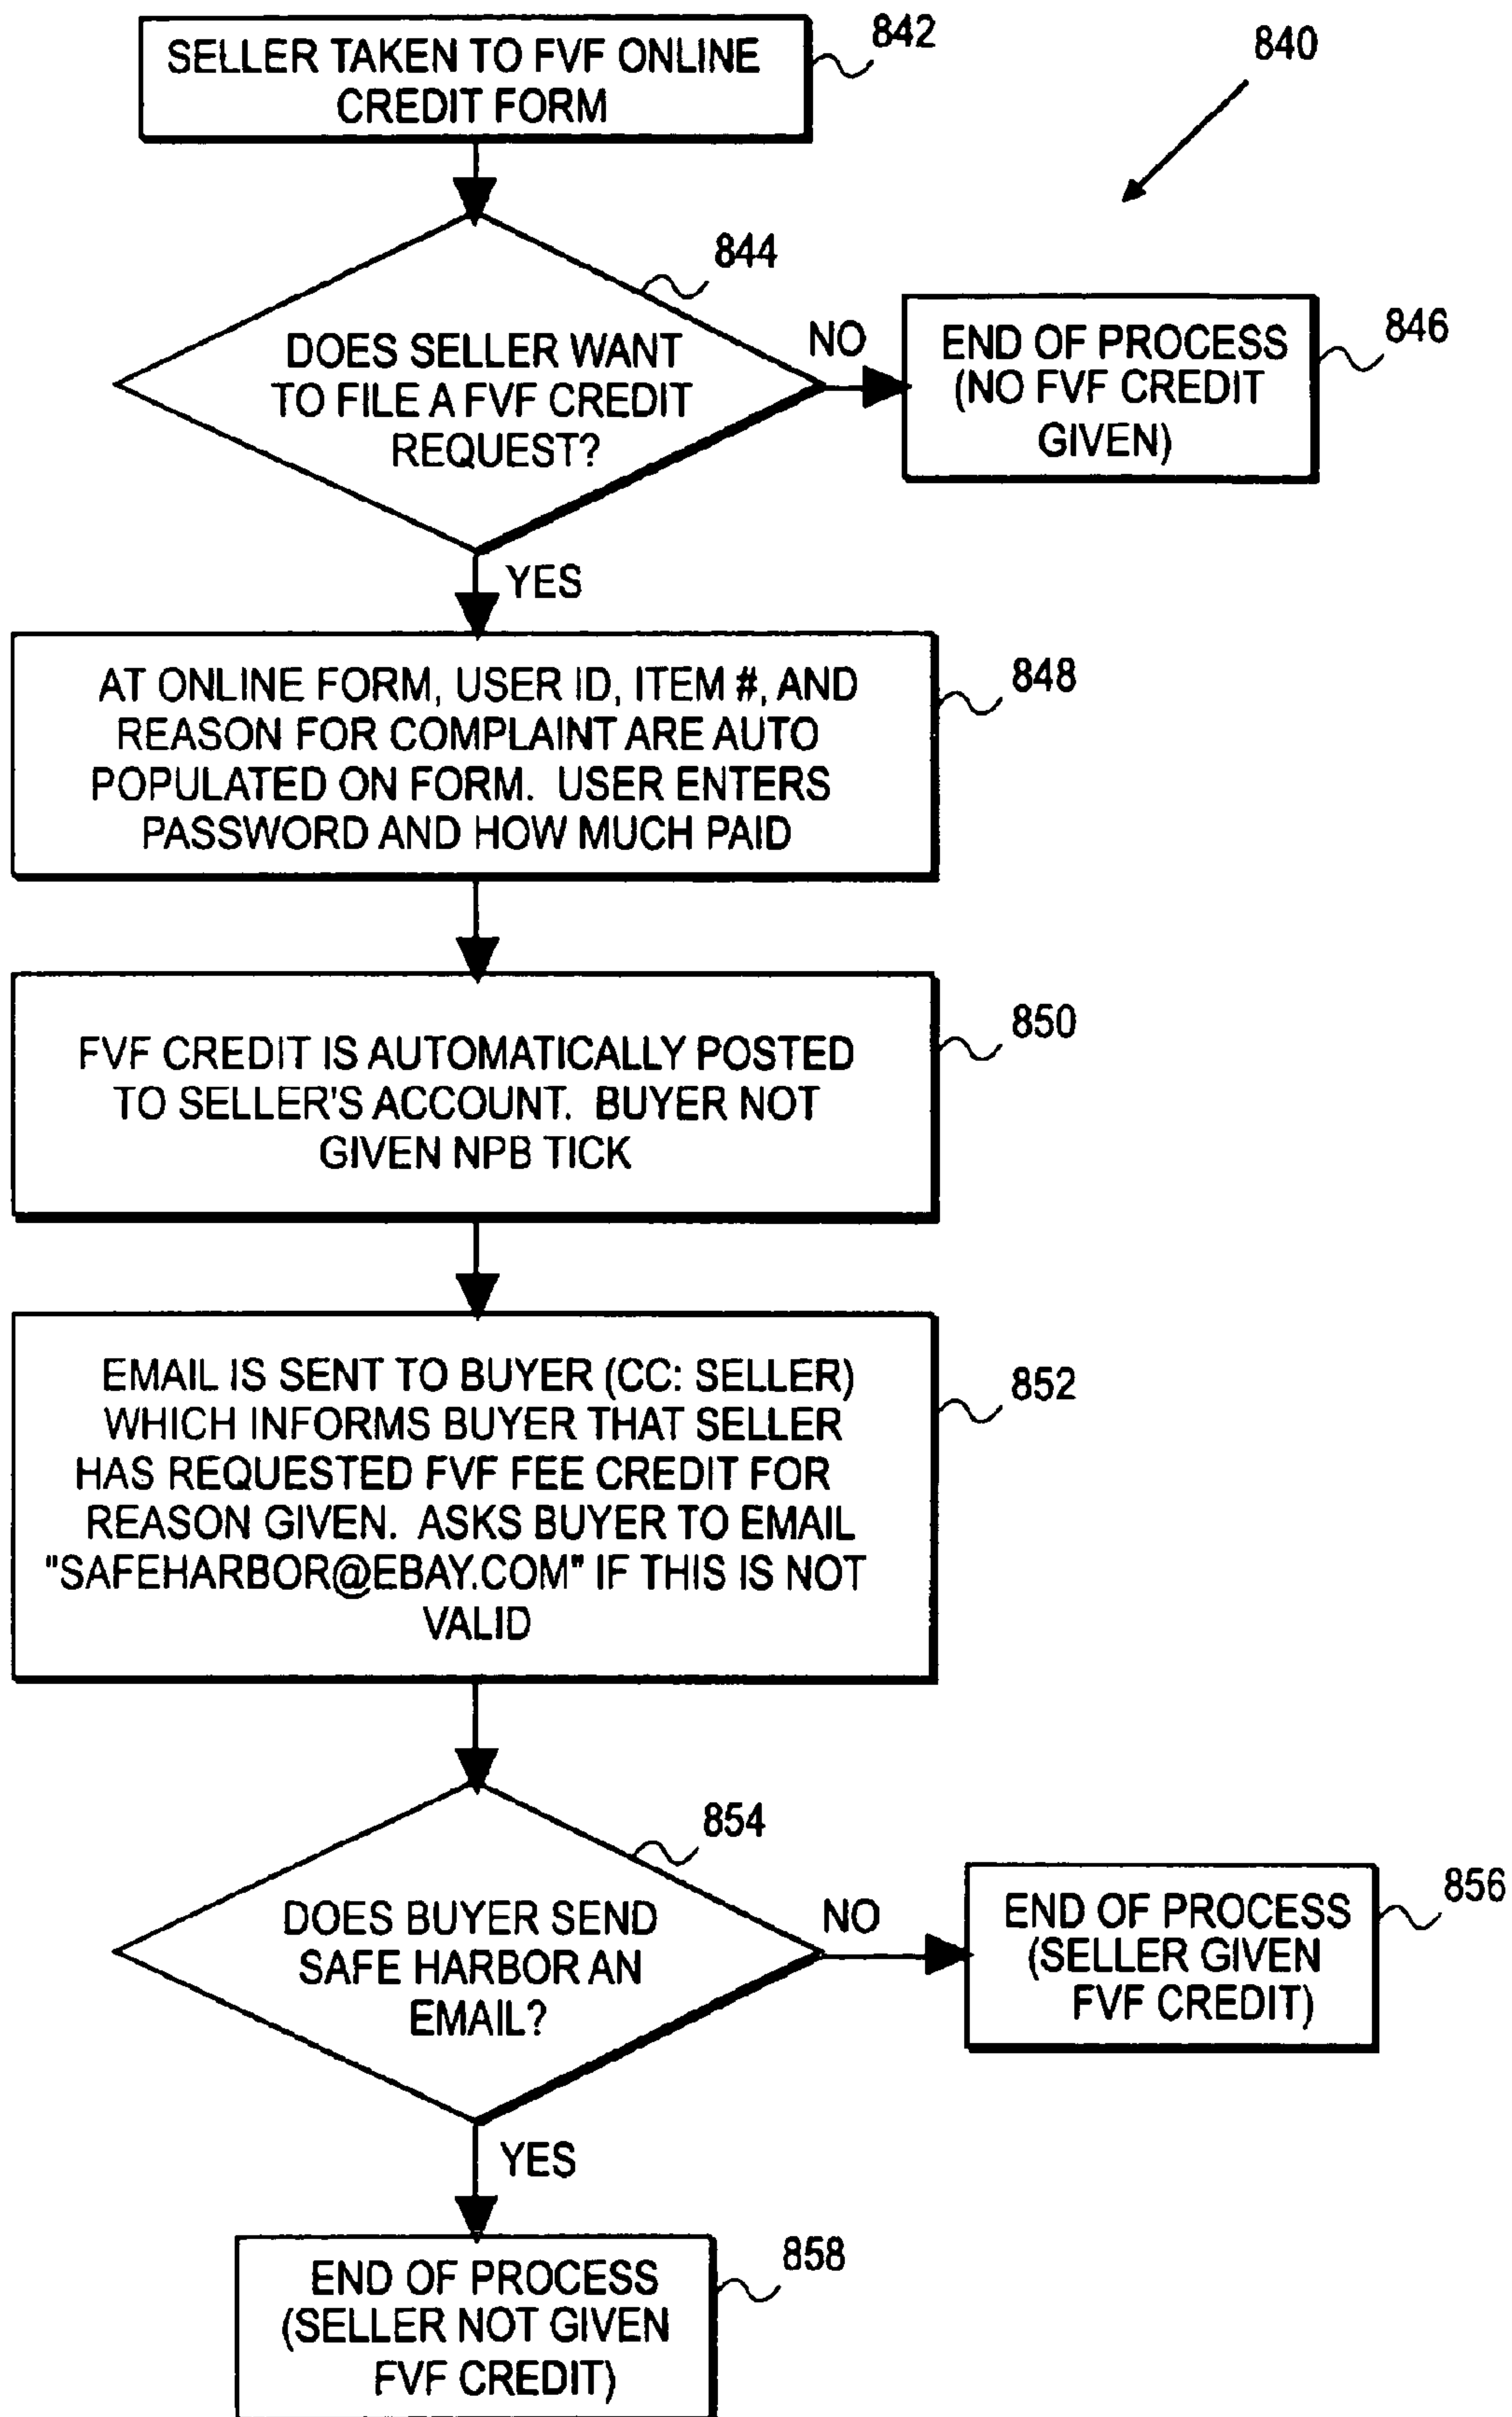 SELLER TAKEN TO FVF ONLINE
CREDIT FORM
842
840
844
DOES SELLER WANT
TO FILE A FVF CREDIT
REQUEST?
NO
END OF PROCESS
(NO FVF CREDIT
GIVEN)
846
YES
AT ONLINE FORM, USER ID, ITEM #, AND
REASON FOR COMPLAINT ARE AUTO
POPULATED ON FORM. USER ENTERS
PASSWORD AND HOW MUCH PAID
848
FVF CREDIT IS AUTOMATICALLY POSTED
TO SELLER'S ACCOUNT. BUYER NOT
GIVEN NPB TICK
850
EMAIL IS SENT TO BUYER (CC: SELLER)
WHICH INFORMS BUYER THAT SELLER
HAS REQUESTED FVF FEE CREDIT FOR
REASON GIVEN. ASKS BUYER TO EMAIL
"SAFEHARBOR@EBAY.COM" IF THIS IS NOT
VALID
852
854
DOES BUYER SEND
SAFE HARBOR AN
EMAIL?
NO
END OF PROCESS
(SELLER GIVEN
FVF CREDIT)
856
YES
END OF PROCESS
(SELLER NOT GIVEN
FVF CREDIT)
858